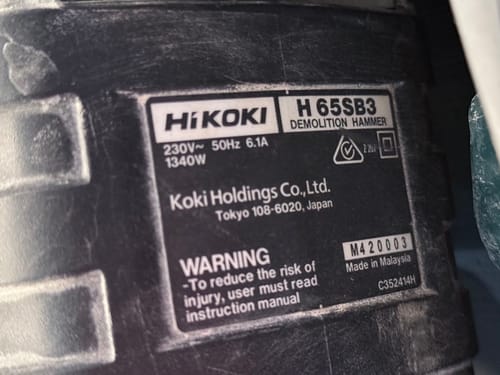 HiKOKI
H 65SB3
DEMOLITION HAMMER
230V~ 50Hz 6.1A
1340W
Koki Holdings Co.,Ltd.
Tokyo 108-6020, Japan
WARNING
-To reduce the risk of
injury, user must read
instruction manual
M420003
Made in Malaysia
C352414H